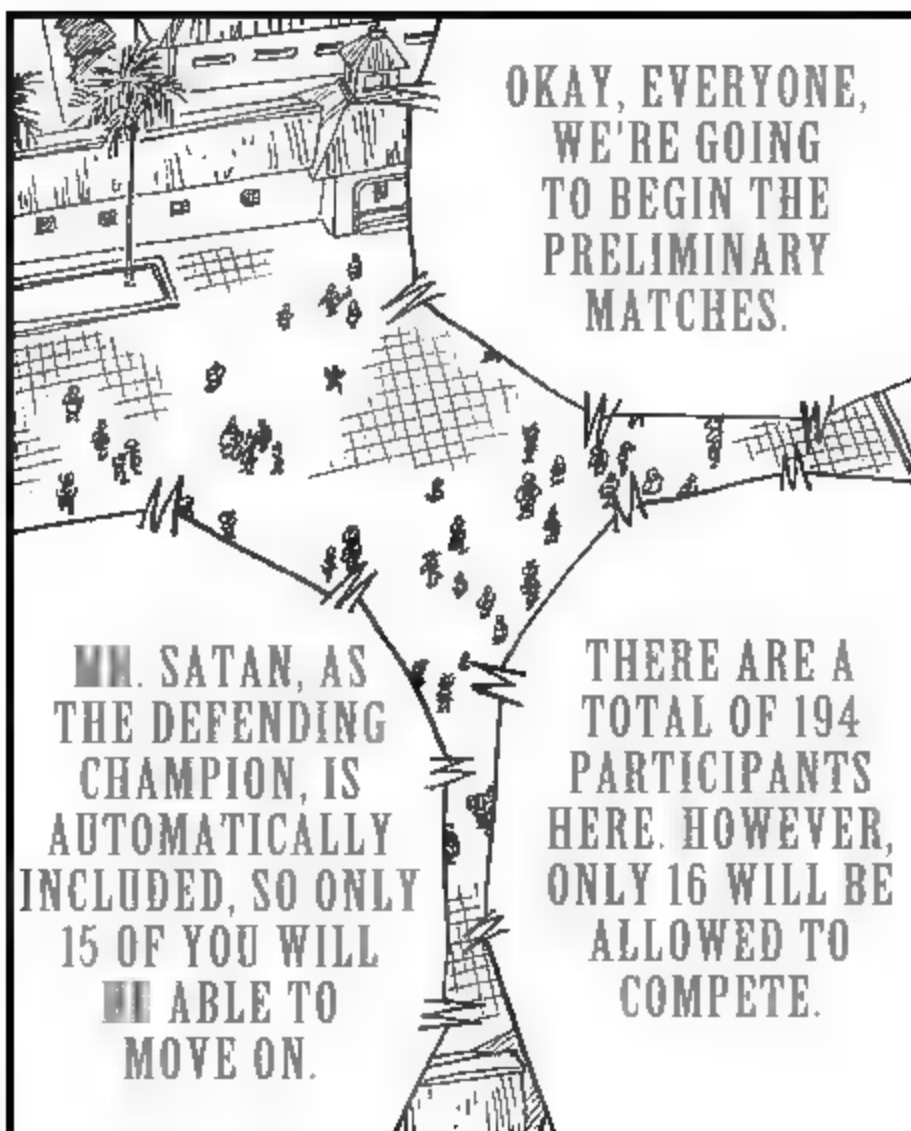 OKAY, EVERYONE,
WE'RE GOING
TO BEGIN THE
PRELIMINARY
MATCHES.
THERE ARE A
TOTAL OF 194
PARTICIPANTS
HERE. HOWEVER,
ONLY 16 WILL BE
ALLOWED TO
COMPETE.
SATAN, AS
THE DEFENDING
CHAMPION, IS
AUTOMATICALLY
INCLUDED, SO ONLY
15 OF YOU WILL
ABLE TO
MOVE ON.